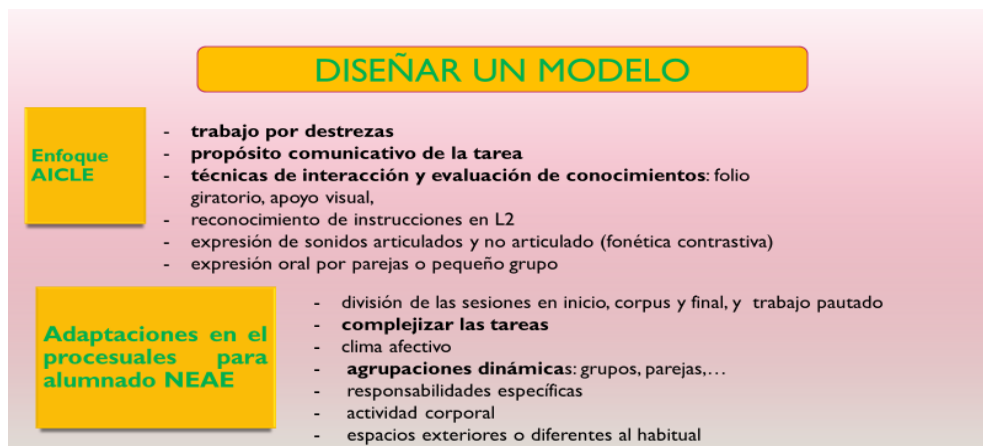 DISEÑAR UN MODELO
Enfoque
AICLE
- trabajo por destrezas
- propósito comunicativo de la tarea
- técnicas de interacción y evaluación de conocimientos: folio
giratorio, apoyo visual,
- reconocimiento de instrucciones en L2
- expresión de sonidos articulados y no articulado (fonética contrastiva)
- expresión oral por parejas o pequeño grupo
Adaptaciones en el
procesuales para
alumnado NEAE
- división de las sesiones en inicio, corpus y final, y trabajo pautado
- complejizar las tareas
- clima afectivo
- agrupaciones dinámicas: grupos, parejas,…
- responsabilidades específicas
- actividad corporal
- espacios exteriores o diferentes al habitual